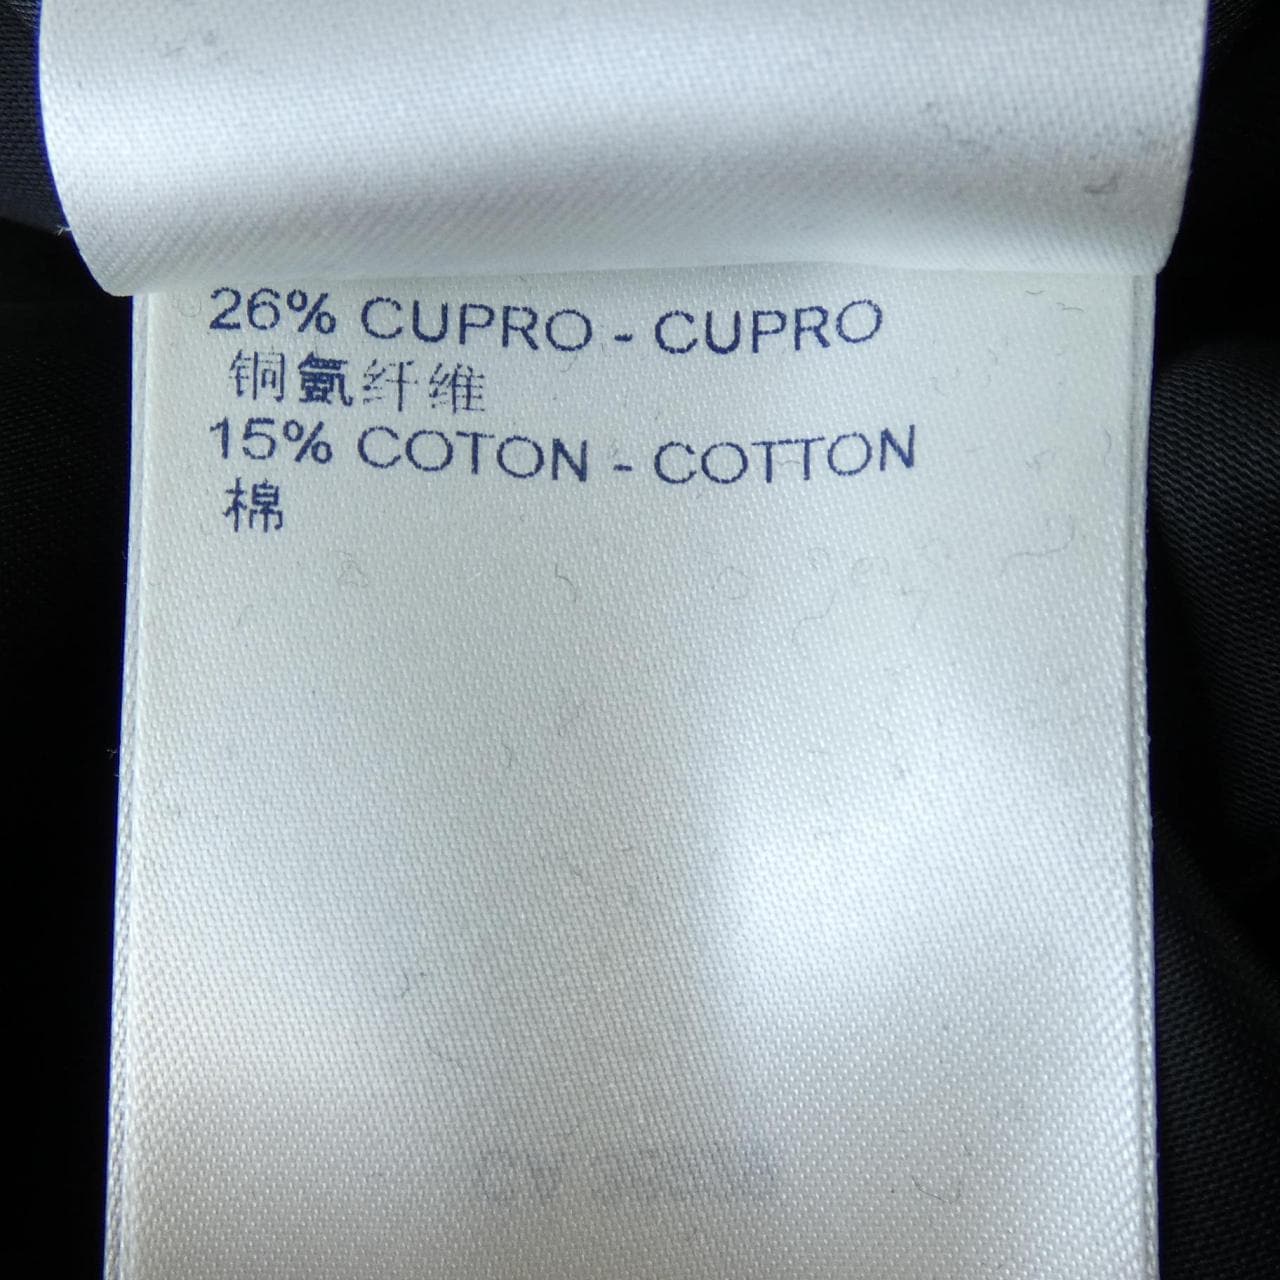 26% CUPRO - CUPRO
铜氨纤维
15% COTON - COTTON
棉